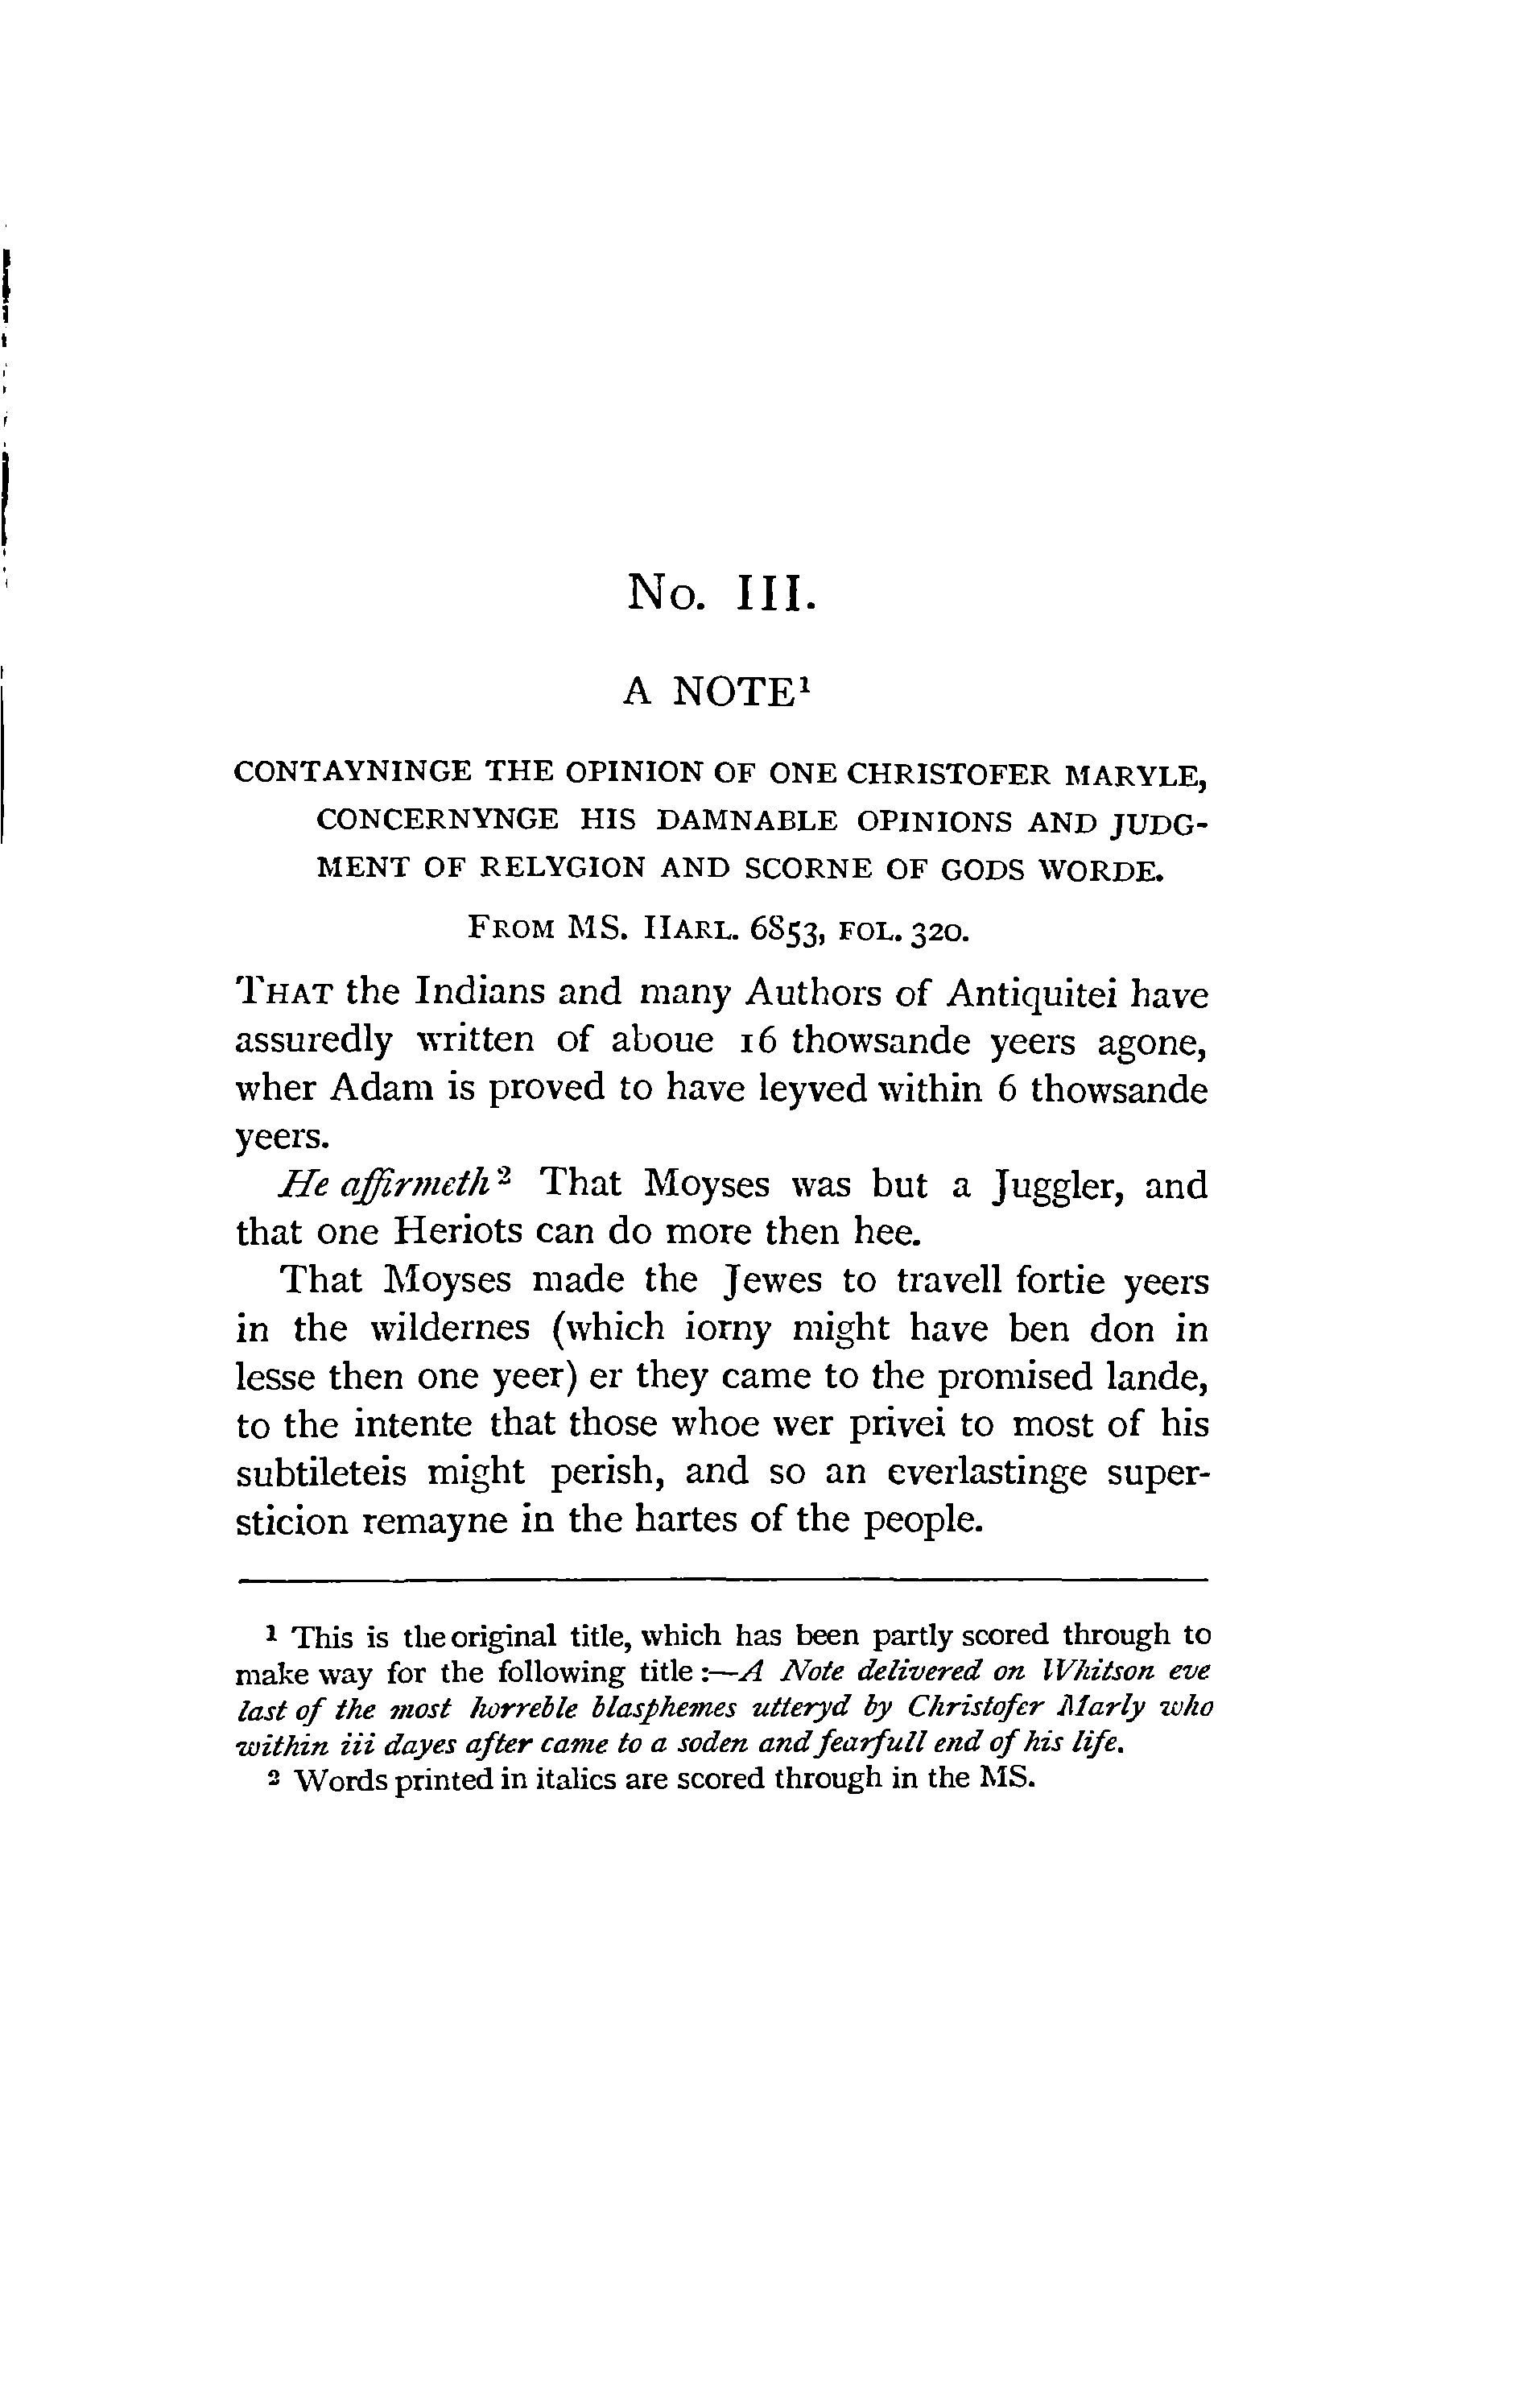 No. III.
A NOTE¹
CONTAYNINGE THE OPINION OF ONE CHRISTOFER MARYLE,
CONCERNYNGE HIS DAMNABLE OPINIONS AND JUDG-
MENT OF RELYGION AND SCORNE OF GODS WORDE.
FROM MS. HARL. 6853, FOL. 320.
THAT the Indians and many Authors of Antiquitei have
assuredly written of aboue 16 thowsande yeers agone,
wher Adam is proved to have leyved within 6 thowsande
yeers.
He affirmeth² That Moyses was but a Juggler, and
that one Heriots can do more then hee.
That Moyses made the Jewes to travell fortie yeers
in the wildernes (which iorny might have ben don in
lesse then one yeer) er they came to the promised lande,
to the intente that those whoe wer privei to most of his
subtileteis might perish, and so an everlastinge super-
sticion remayne in the hartes of the people.
¹ This is the original title, which has been partly scored through to
make way for the following title:—A Note delivered on Whitson eve
last of the most horreble blasphemes utteryd by Christofer Marly who
within iii dayes after came to a soden and fearfull end of his life.
² Words printed in italics are scored through in the MS.